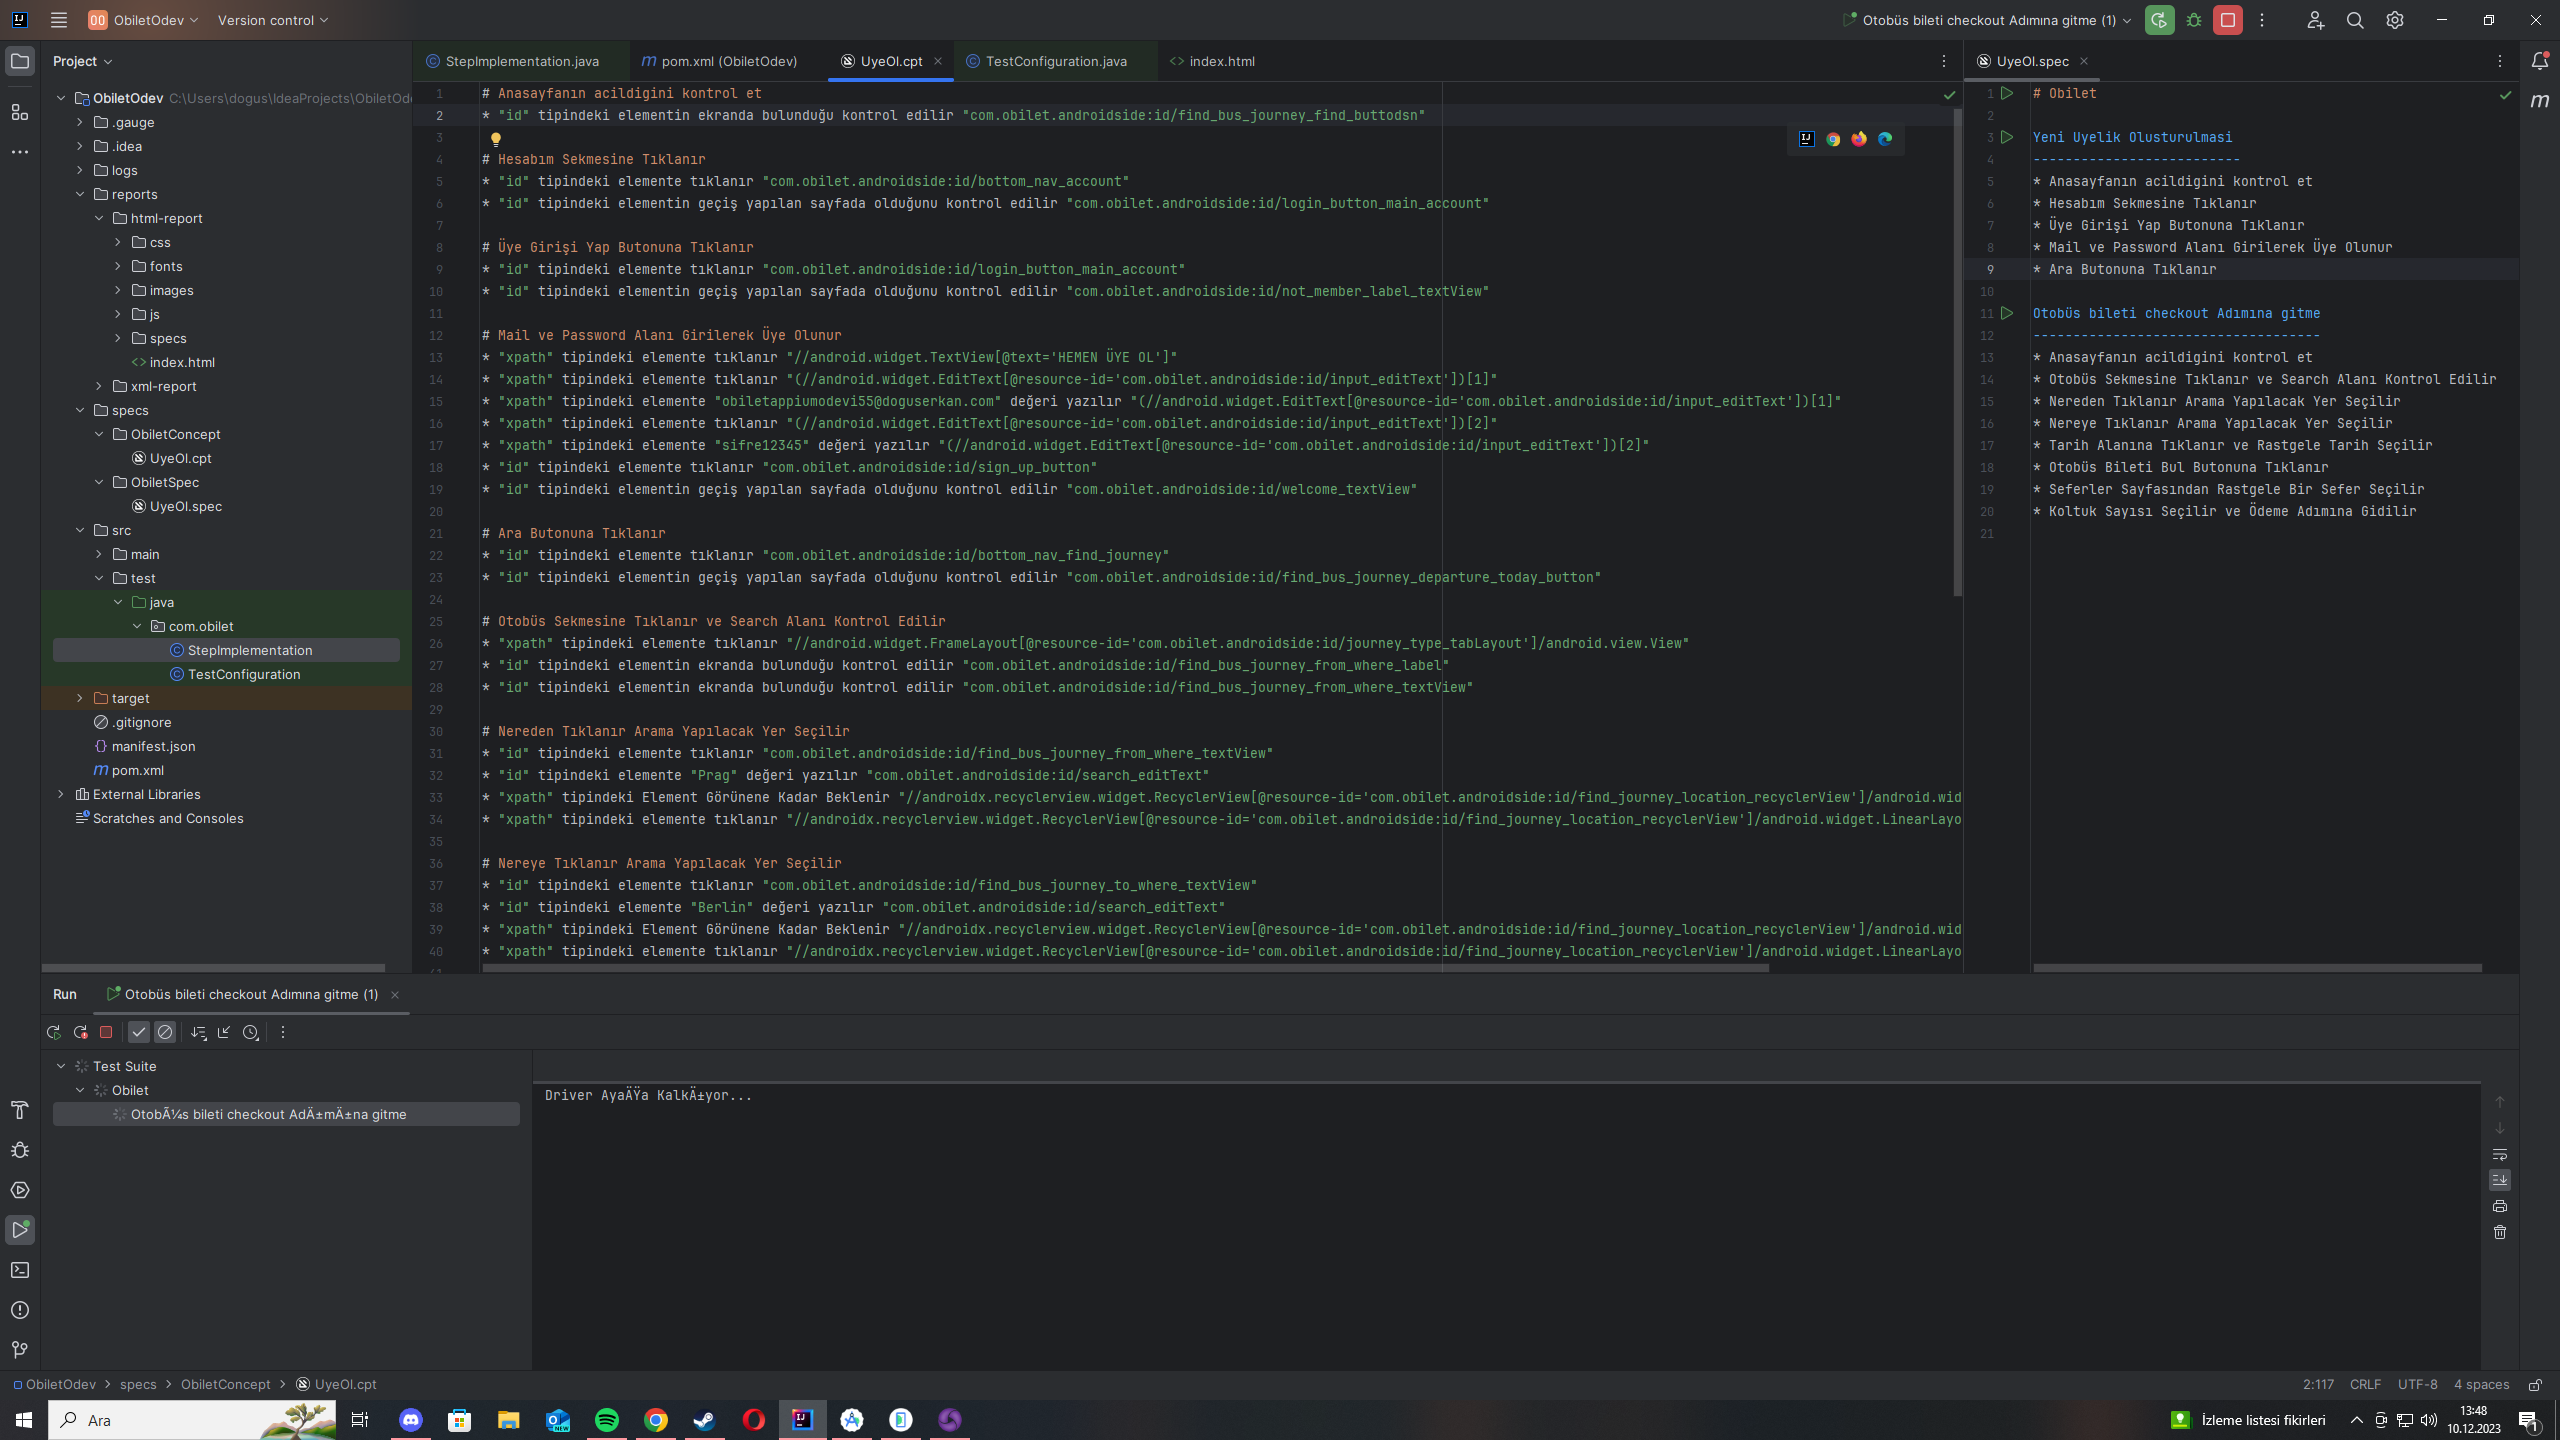 OO ObiletOdev Version control Otobüs bileti checkout Adımına gitme (1)
Project
StepImplementation.java pom.xml (ObiletOdev) UyeOl.cpt TestConfiguration.java index.html UyeOl.spec
ObiletOdev C:\Users\dogus\IdeaProjects\ObiletOde
.gauge
.idea
logs
reports
html-report
css
fonts
images
js
specs
index.html
xml-report
specs
ObiletConcept
UyeOl.cpt
ObiletSpec
UyeOl.spec
src
main
test
java
com.obilet
StepImplementation
TestConfiguration
target
.gitignore
manifest.json
pom.xml
External Libraries
Scratches and Consoles
1 # Anasayfanın acildigini kontrol et
2 * "id" tipindeki elementin ekranda bulunduğu kontrol edilir "com.obilet.androidside:id/find_bus_journey_find_buttodsn"
3
4 # Hesabım Sekmesine Tıklanır
5 * "id" tipindeki elemente tıklanır "com.obilet.androidside:id/bottom_nav_account"
6 * "id" tipindeki elementin geçiş yapılan sayfada olduğunu kontrol edilir "com.obilet.androidside:id/login_button_main_account"
7
8 # Üye Girişi Yap Butonuna Tıklanır
9 * "id" tipindeki elemente tıklanır "com.obilet.androidside:id/login_button_main_account"
10 * "id" tipindeki elementin geçiş yapılan sayfada olduğunu kontrol edilir "com.obilet.androidside:id/not_member_label_textView"
11
12 # Mail ve Password Alanı Girilerek Üye Olunur
13 * "xpath" tipindeki elemente tıklanır "//android.widget.TextView[@text='HEMEN ÜYE OL']"
14 * "xpath" tipindeki elemente tıklanır "(//android.widget.EditText[@resource-id='com.obilet.androidside:id/input_editText'])[1]"
15 * "xpath" tipindeki elemente "obiletappiumodevi55@doguserkan.com" değeri yazılır "(//android.widget.EditText[@resource-id='com.obilet.androidside:id/input_editText'])[1]"
16 * "xpath" tipindeki elemente tıklanır "(//android.widget.EditText[@resource-id='com.obilet.androidside:id/input_editText'])[2]"
17 * "xpath" tipindeki elemente "sifre12345" değeri yazılır "(//android.widget.EditText[@resource-id='com.obilet.androidside:id/input_editText'])[2]"
18 * "id" tipindeki elemente tıklanır "com.obilet.androidside:id/sign_up_button"
19 * "id" tipindeki elementin geçiş yapılan sayfada olduğunu kontrol edilir "com.obilet.androidside:id/welcome_textView"
20
21 # Ara Butonuna Tıklanır
22 * "id" tipindeki elemente tıklanır "com.obilet.androidside:id/bottom_nav_find_journey"
23 * "id" tipindeki elementin geçiş yapılan sayfada olduğunu kontrol edilir "com.obilet.androidside:id/find_bus_journey_departure_today_button"
24
25 # Otobüs Sekmesine Tıklanır ve Search Alanı Kontrol Edilir
26 * "xpath" tipindeki elemente tıklanır "//android.widget.FrameLayout[@resource-id='com.obilet.androidside:id/journey_type_tabLayout']/android.view.View"
27 * "id" tipindeki elementin ekranda bulunduğu kontrol edilir "com.obilet.androidside:id/find_bus_journey_from_where_label"
28 * "id" tipindeki elementin ekranda bulunduğu kontrol edilir "com.obilet.androidside:id/find_bus_journey_from_where_textView"
29
30 # Nereden Tıklanır Arama Yapılacak Yer Seçilir
31 * "id" tipindeki elemente tıklanır "com.obilet.androidside:id/find_bus_journey_from_where_textView"
32 * "id" tipindeki elemente "Prag" değeri yazılır "com.obilet.androidside:id/search_editText"
33 * "xpath" tipindeki Element Görünene Kadar Beklenir "//androidx.recyclerview.widget.RecyclerView[@resource-id='com.obilet.androidside:id/find_journey_location_recyclerView']/android.wid
34 * "xpath" tipindeki elemente tıklanır "//androidx.recyclerview.widget.RecyclerView[@resource-id='com.obilet.androidside:id/find_journey_location_recyclerView']/android.widget.LinearLayo
35
36 # Nereye Tıklanır Arama Yapılacak Yer Seçilir
37 * "id" tipindeki elemente tıklanır "com.obilet.androidside:id/find_bus_journey_to_where_textView"
38 * "id" tipindeki elemente "Berlin" değeri yazılır "com.obilet.androidside:id/search_editText"
39 * "xpath" tipindeki Element Görünene Kadar Beklenir "//androidx.recyclerview.widget.RecyclerView[@resource-id='com.obilet.androidside:id/find_journey_location_recyclerView']/android.wid
40 * "xpath" tipindeki elemente tıklanır "//androidx.recyclerview.widget.RecyclerView[@resource-id='com.obilet.androidside:id/find_journey_location_recyclerView']/android.widget.LinearLayo
41
1 # Obilet
2
3 Yeni Uyelik Olusturulmasi
4 --------------------------
5 * Anasayfanın acildigini kontrol et
6 * Hesabım Sekmesine Tıklanır
7 * Üye Girişi Yap Butonuna Tıklanır
8 * Mail ve Password Alanı Girilerek Üye Olunur
9 * Ara Butonuna Tıklanır
10
11 Otobüs bileti checkout Adımına gitme
12 ------------------------------------
13 * Anasayfanın acildigini kontrol et
14 * Otobüs Sekmesine Tıklanır ve Search Alanı Kontrol Edilir
15 * Nereden Tıklanır Arama Yapılacak Yer Seçilir
16 * Nereye Tıklanır Arama Yapılacak Yer Seçilir
17 * Tarih Alanına Tıklanır ve Rastgele Tarih Seçilir
18 * Otobüs Bileti Bul Butonuna Tıklanır
19 * Seferler Sayfasından Rastgele Bir Sefer Seçilir
20 * Koltuk Sayısı Seçilir ve Ödeme Adımına Gidilir
21
Run Otobüs bileti checkout Adımına gitme (1)
Test Suite
Obilet
OtobÃ¼s bileti checkout AdÄ±mÄ±na gitme
Driver AyaÄŸa KalkÄ±yor...
ObiletOdev > specs > ObiletConcept > UyeOl.cpt 2:117 CRLF UTF-8 4 spaces
Ara İzleme listesi fikirleri 13:48
10.12.2023 1